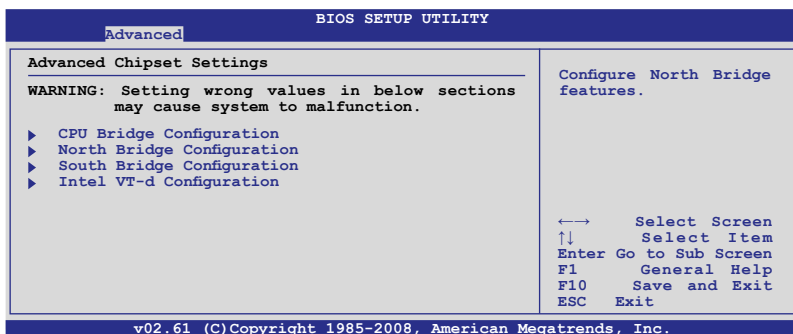 BIOS SETUP UTILITY
Advanced
Advanced Chipset Settings
WARNING: Setting wrong values in below sections
may cause system to malfunction.
CPU Bridge Configuration
North Bridge Configuration
South Bridge Configuration
Intel VT-d Configuration
Configure North Bridge
features.
←→ Select Screen
↑↓ Select Item
Enter Go to Sub Screen
F1 General Help
F10 Save and Exit
ESC Exit
v02.61 (C)Copyright 1985-2008, American Megatrends, Inc.